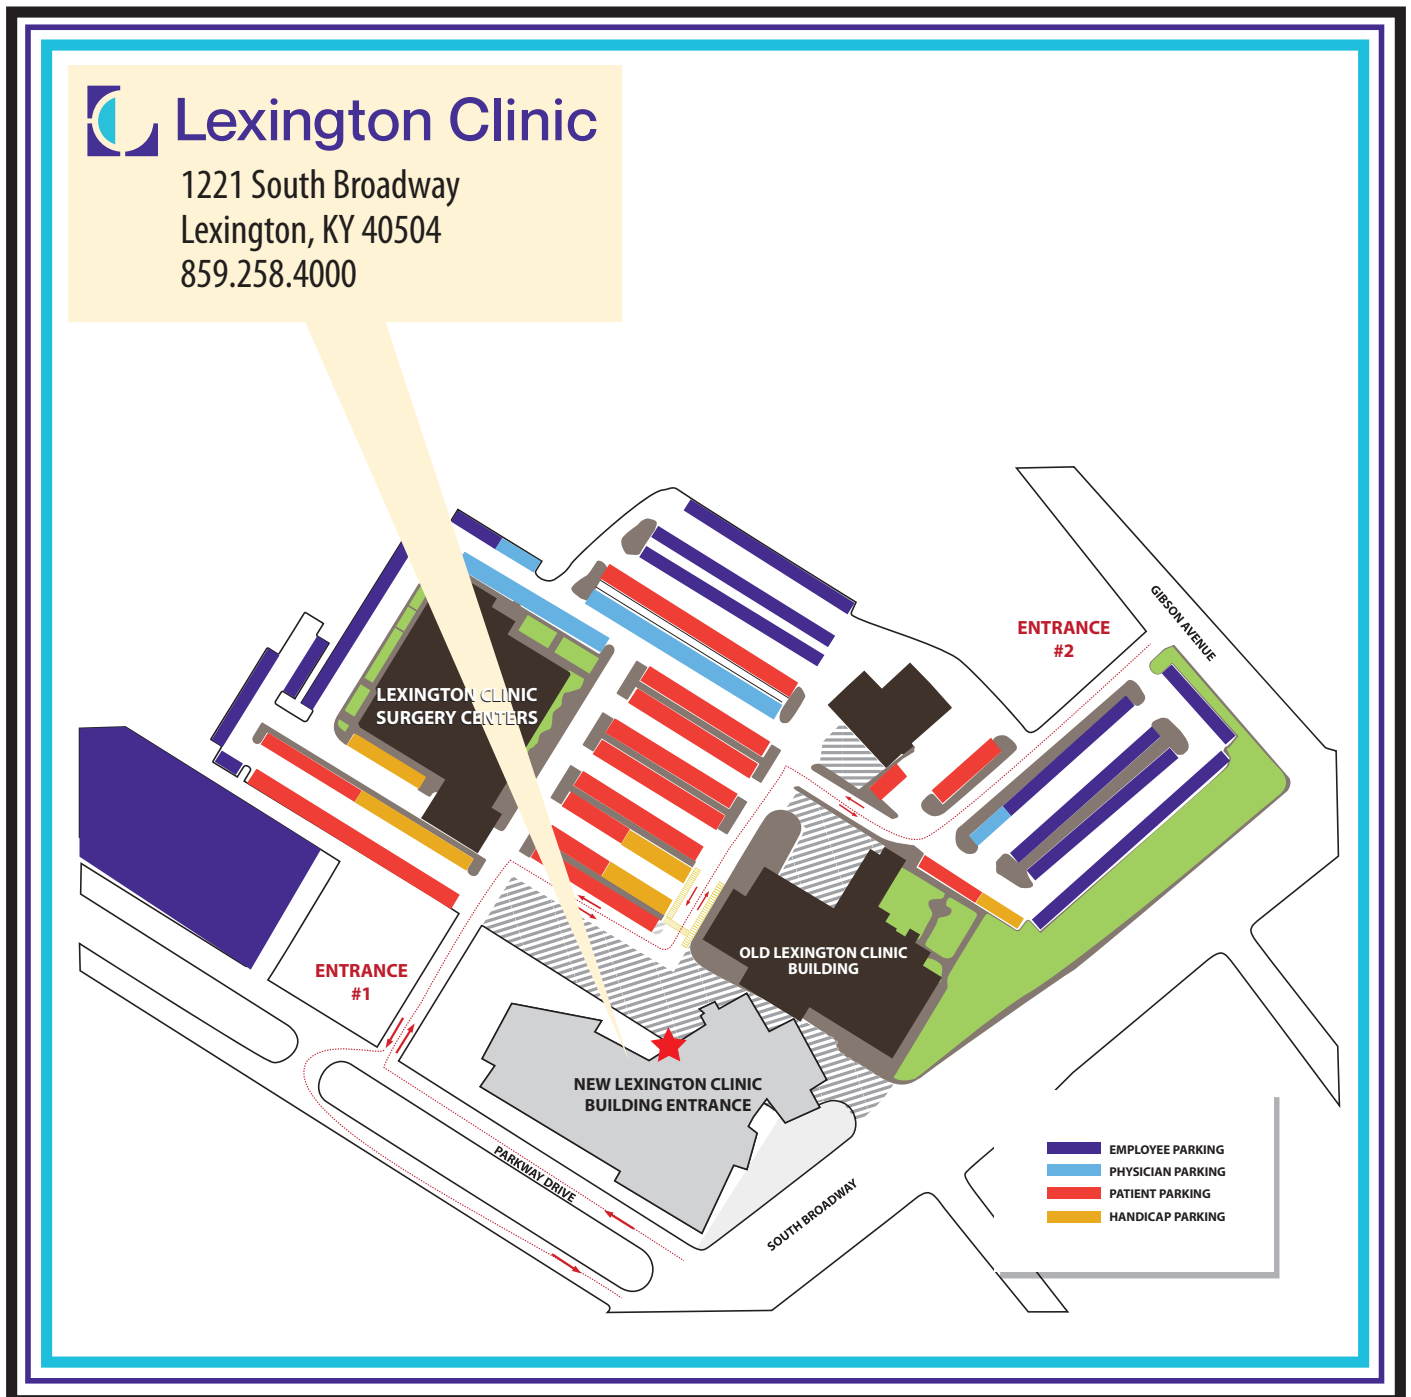 Lexington Clinic
1221 South Broadway
Lexington, KY 40504
859.258.4000
GIBSON AVENUE
ENTRANCE
#2
LEXINGTON CLINIC
SURGERY CENTERS
OLD LEXINGTON CLINIC
BUILDING
ENTRANCE
#1
NEW LEXINGTON CLINIC
BUILDING ENTRANCE
PARKWAY DRIVE
SOUTH BROADWAY
EMPLOYEE PARKING
PHYSICIAN PARKING
PATIENT PARKING
HANDICAP PARKING